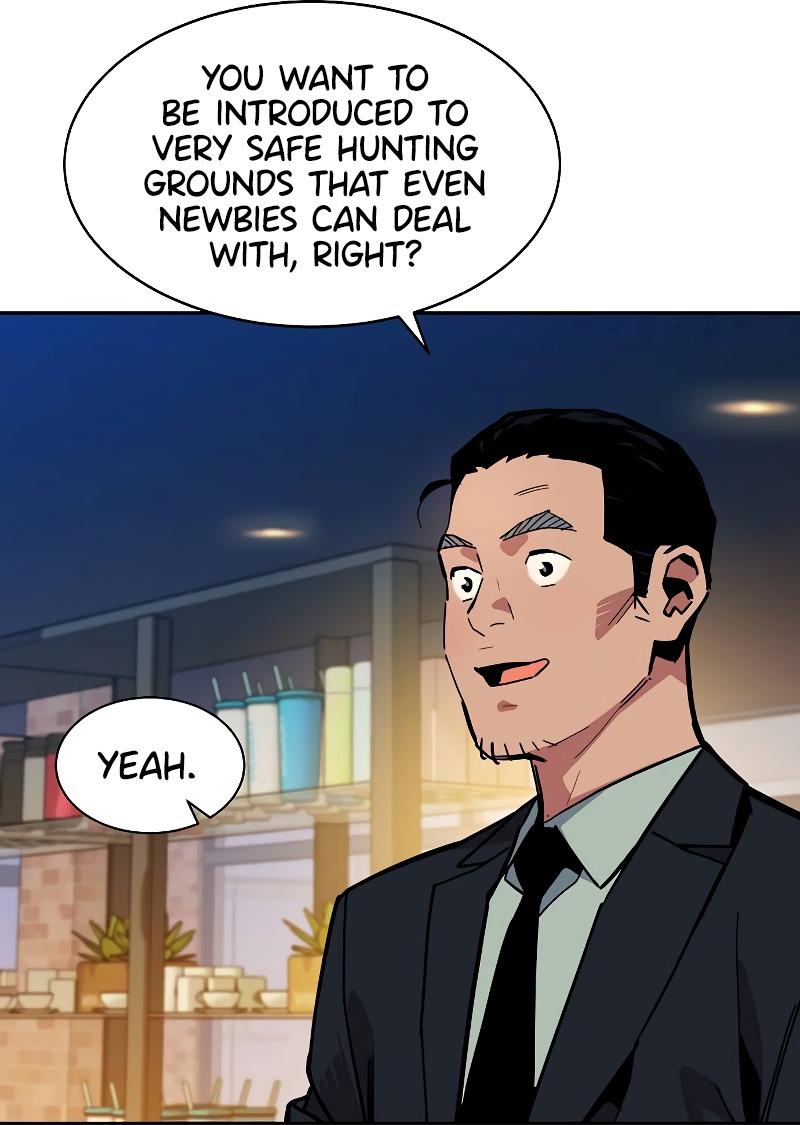 YOU WANT TO
BE INTRODUCED TO
VERY SAFE HUNTING
GROUNDS THAT EVEN
NEWBIES CAN DEAL
WITH, RIGHT?
YEAH.